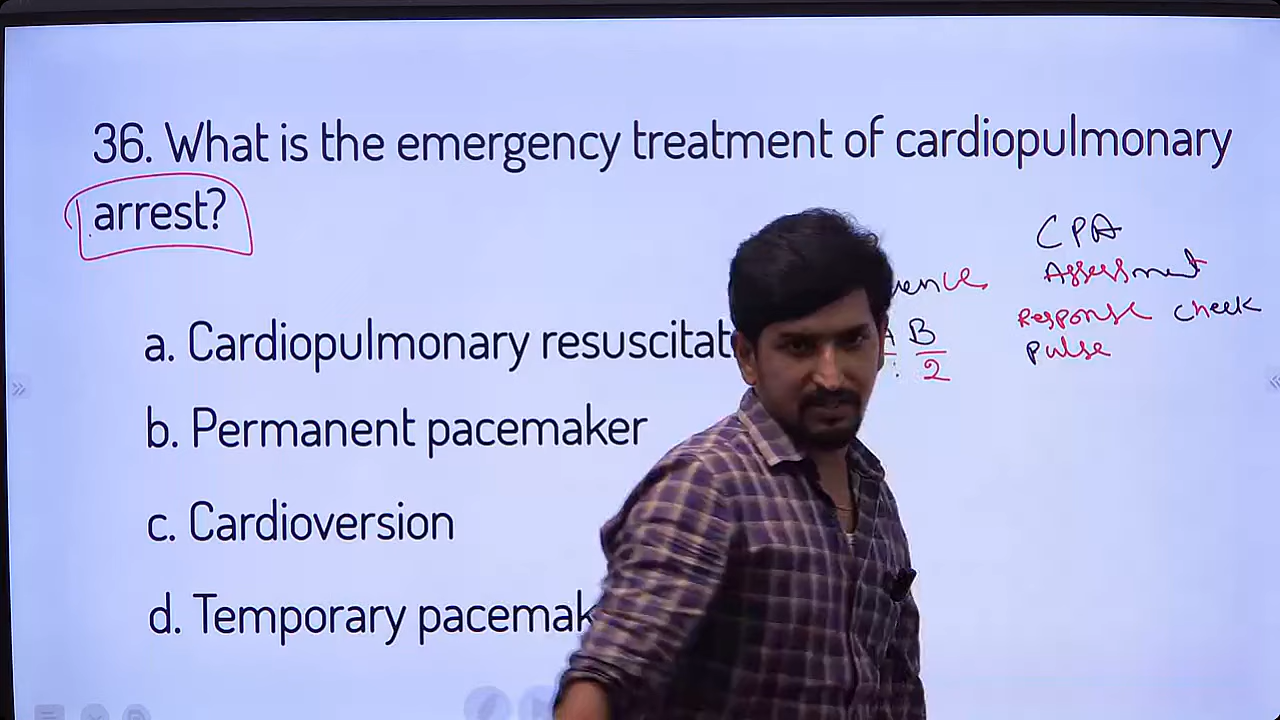 36. What is the emergency treatment of cardiopulmonary
arrest?
CPA
Assessment
Response check
Pulse
B
2
a. Cardiopulmonary resuscitat
b. Permanent pacemaker
c. Cardioversion
d. Temporary pacemak